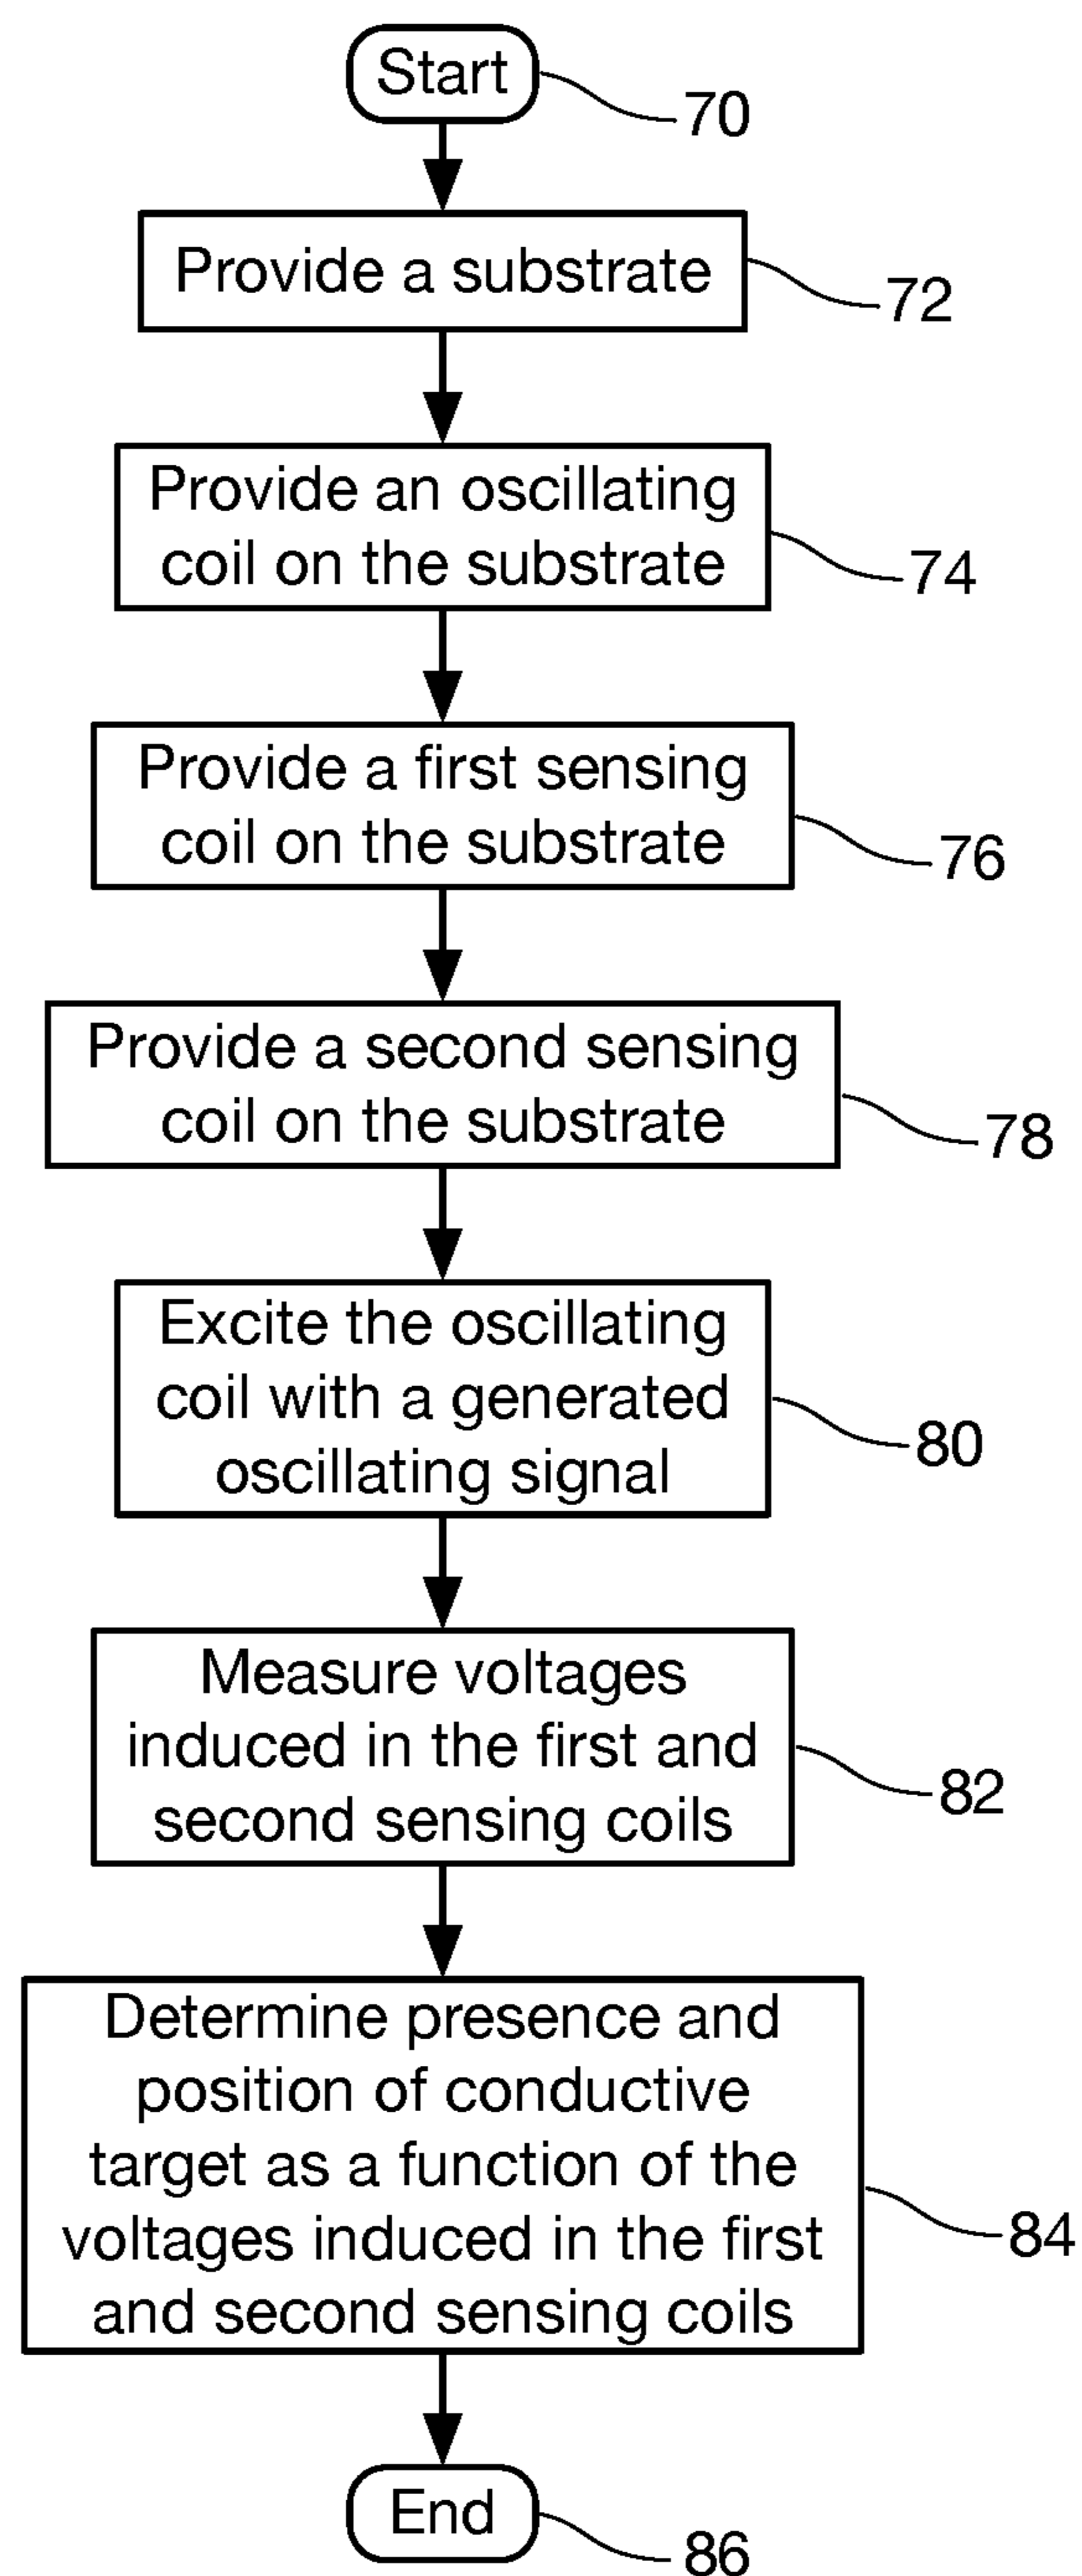 Start
70
Provide a substrate
72
Provide an oscillating
coil on the substrate
74
Provide a first sensing
coil on the substrate
76
Provide a second sensing
coil on the substrate
78
Excite the oscillating
coil with a generated
oscillating signal
80
Measure voltages
induced in the first and
second sensing coils
82
Determine presence and
position of conductive
target as a function of the
voltages induced in the first
and second sensing coils
84
End
86